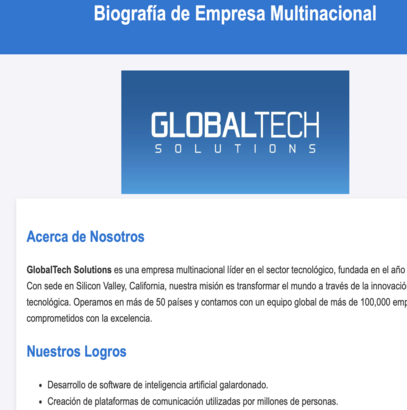 Biografía de Empresa Multinacional
GLOBALTECH
SOLUTIONS
Acerca de Nosotros
GlobalTech Solutions es una empresa multinacional líder en el sector tecnológico, fundada en el año
Con sede en Silicon Valley, California, nuestra misión es transformar el mundo a través de la innovació
tecnológica. Operamos en más de 50 países y contamos con un equipo global de más de 100,000 emp
comprometidos con la excelencia.
Nuestros Logros
• Desarrollo de software de inteligencia artificial galardonado.
• Creación de plataformas de comunicación utilizadas por millones de personas.